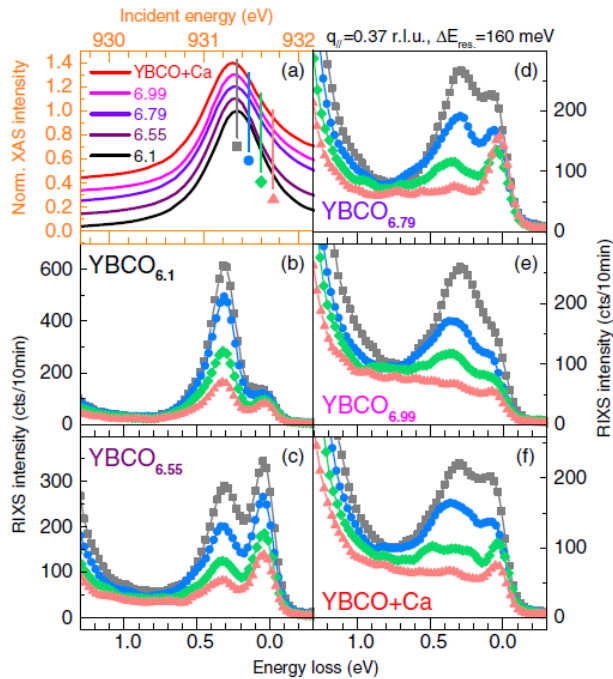 Incident energy (eV)
930 931 932
q// =0.37 r.l.u., ΔEres.=160 meV
Norm. XAS intensity
1.4
1.2
1.0
0.8
0.6
0.4
0.2
0.0
YBCO+Ca
6.99
6.79
6.55
6.1
(a)
(d)
200
100
0
YBCO6.79
RIXS intensity (cts/10min)
600
400
200
0
YBCO6.1
(b)
(e)
200
100
0
YBCO6.99
RIXS intensity (cts/10min)
RIXS intensity (cts/10min)
300
200
100
0
YBCO6.55
(c)
(f)
200
100
0
YBCO+Ca
1.0 0.5 0.0
1.0 0.5 0.0
Energy loss (eV)